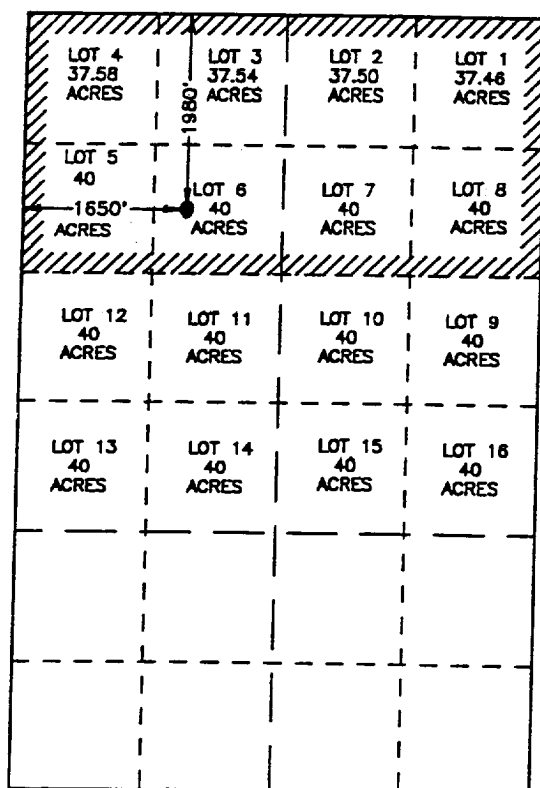 LOT 4
37.58
ACRES
LOT 3
37.54
ACRES
LOT 2
37.50
ACRES
LOT 1
37.46
ACRES
1980'
LOT 5
40
ACRES
1650'
LOT 6
40
ACRES
LOT 7
40
ACRES
LOT 8
40
ACRES
LOT 12
40
ACRES
LOT 11
40
ACRES
LOT 10
40
ACRES
LOT 9
40
ACRES
LOT 13
40
ACRES
LOT 14
40
ACRES
LOT 15
40
ACRES
LOT 16
40
ACRES